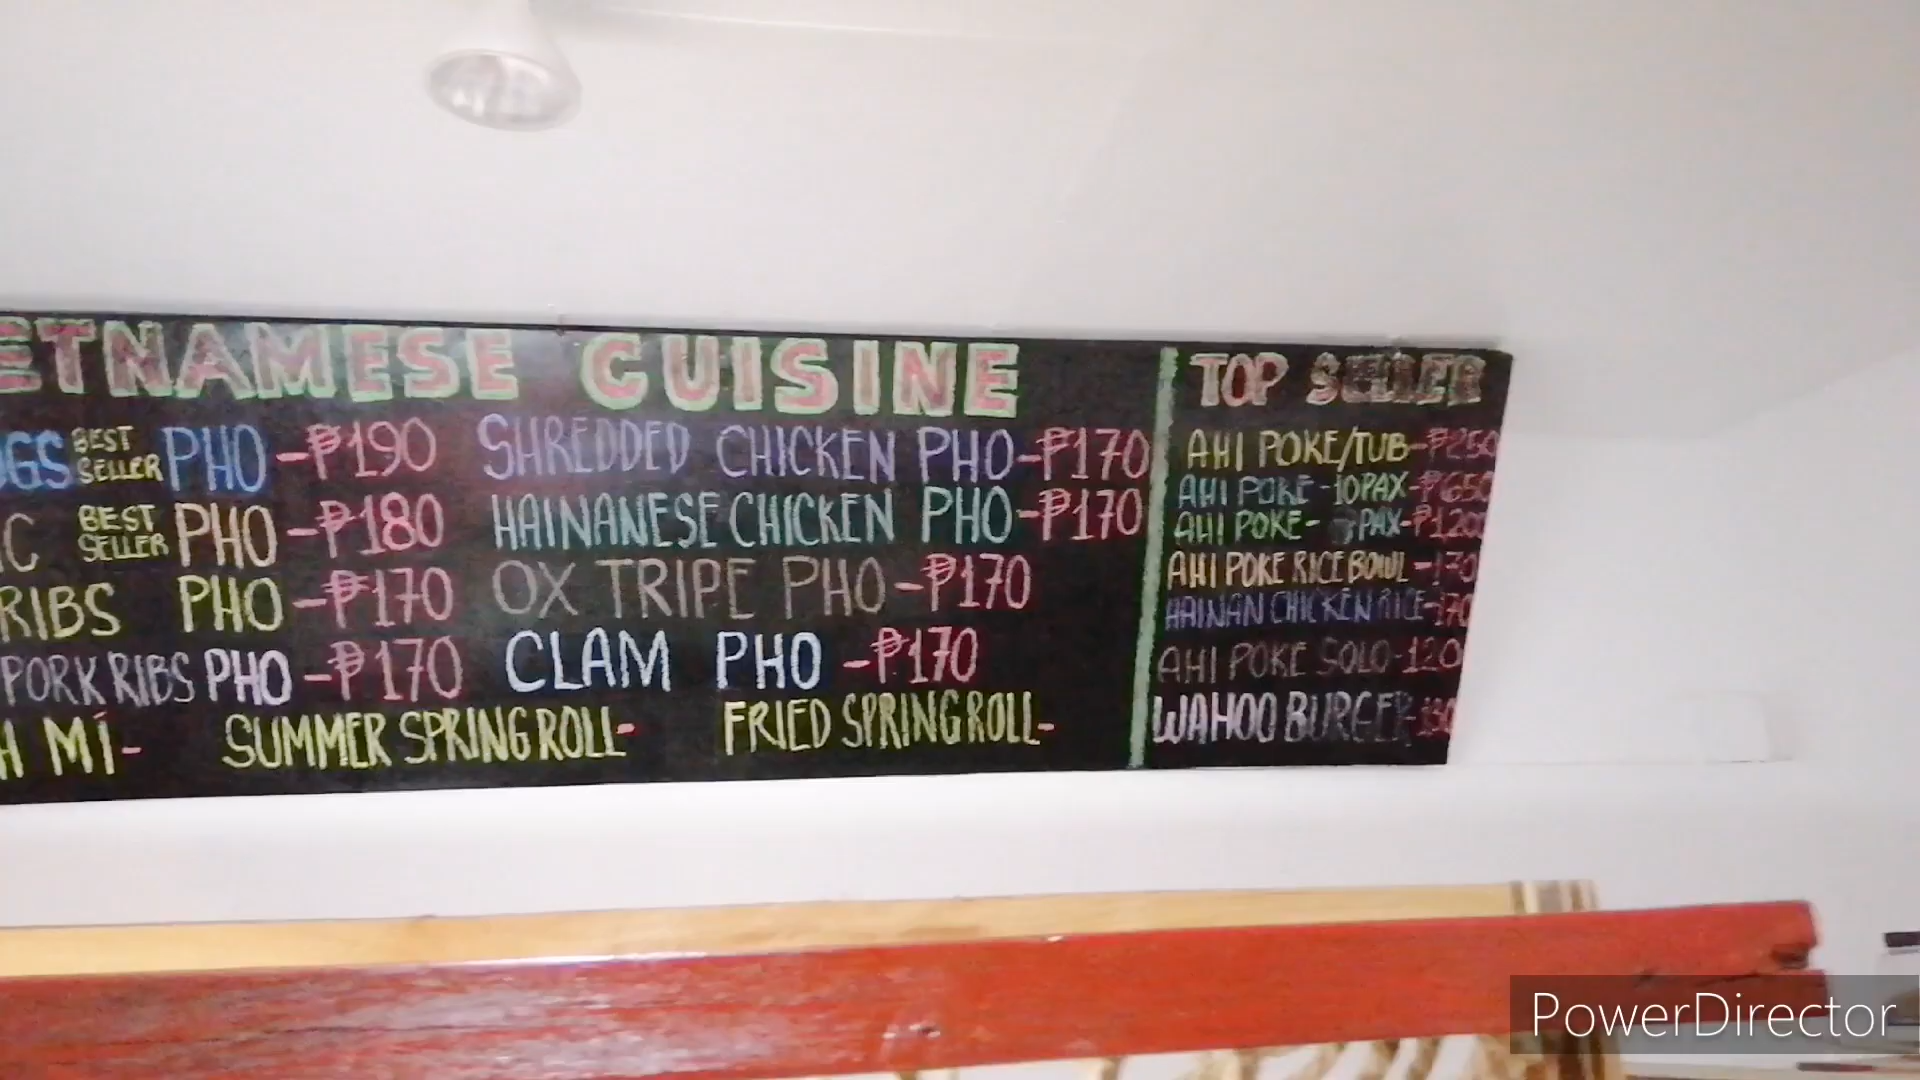 ETNAMESE CUISINE
GS BEST SELLER PHO -₱190
C BEST SELLER PHO -₱180
RIBS PHO -₱170
PORK RIBS PHO -₱170
H MÍ- SUMMER SPRING ROLL- FRIED SPRING ROLL-
SHREDDED CHICKEN PHO-₱170
HAINANESE CHICKEN PHO-₱170
OX TRIPE PHO-₱170
CLAM PHO -₱170
TOP SELLER
AHI POKE/TUB-₱250
AHI POKE-10PAX-₱650
AHI POKE- PAX-₱1200
AHI POKE RICE BOWL-170
HAINAN CHICKEN RICE-170
AHI POKE SOLO-120
WAHOO BURGER-
PowerDirector